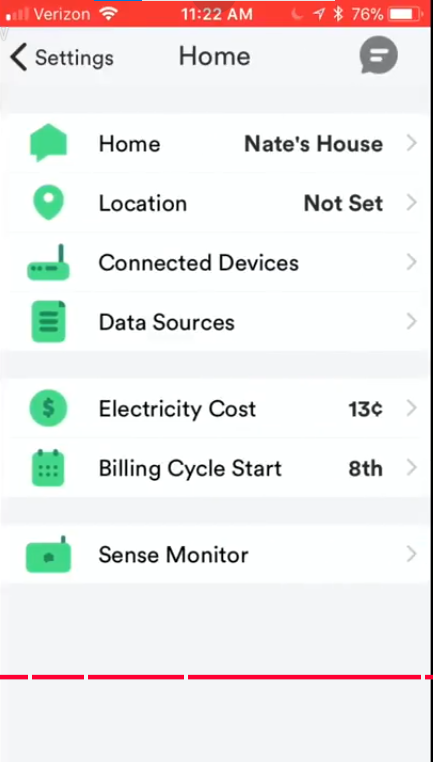 Verizon 11:22 AM 76%
Settings Home
Home Nate's House
Location Not Set
Connected Devices
Data Sources
$
Electricity Cost 13¢
Billing Cycle Start 8th
Sense Monitor